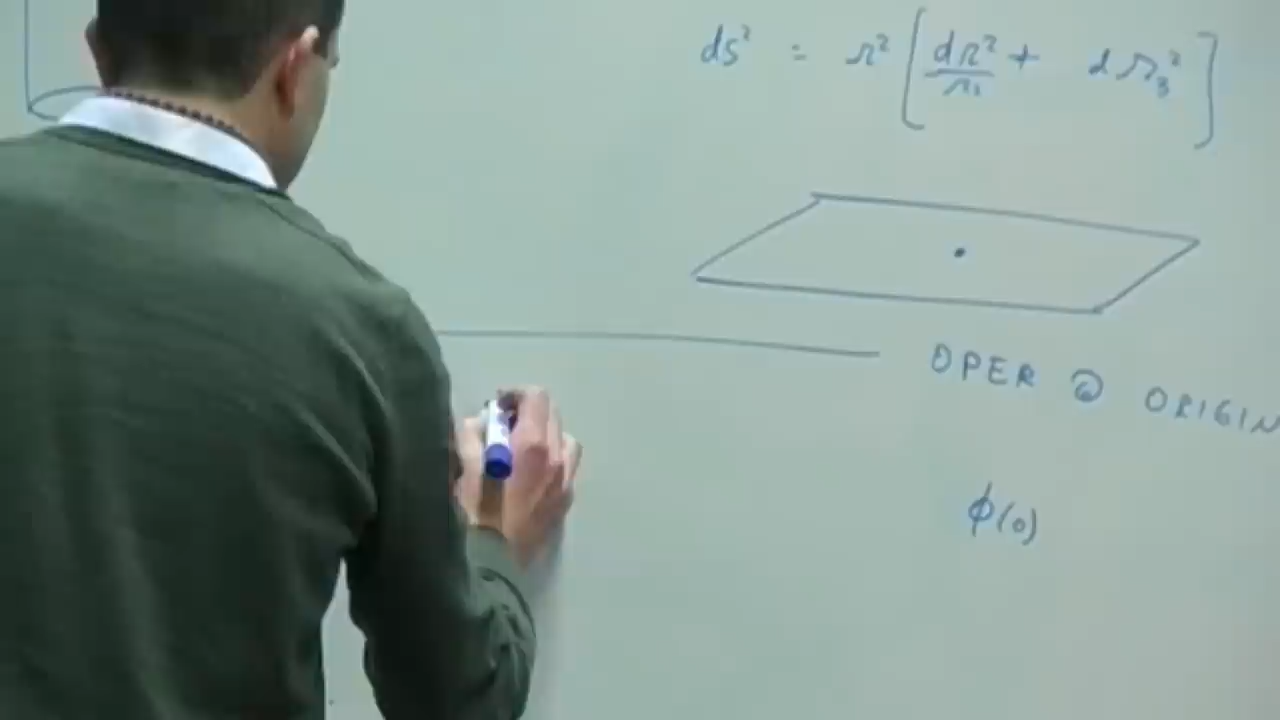 ds² = r² [ dr²/r² + dΩ₃² ]
OPER @ ORIGIN
ϕ(0)